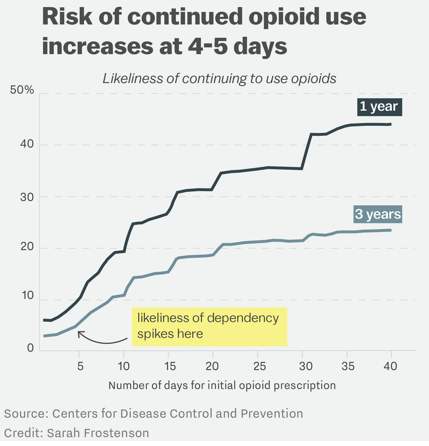 Risk of continued opioid use
increases at 4-5 days
Likeliness of continuing to use opioids
50%
40
30
20
10
0
1 year
3 years
likeliness of dependency
spikes here
5 10 15 20 25 30 35 40
Number of days for initial opioid prescription
Source: Centers for Disease Control and Prevention
Credit: Sarah Frostenson